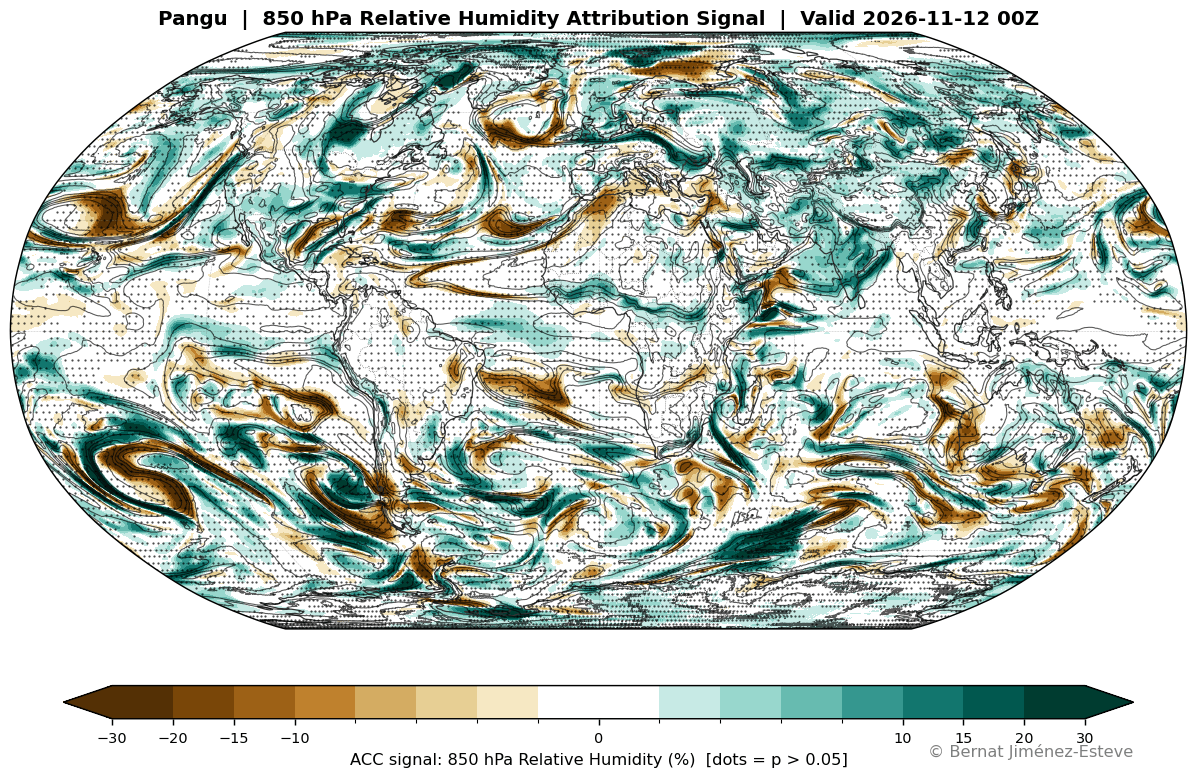 Pangu | 850 hPa Relative Humidity Attribution Signal | Valid 2026-11-12 00Z
−30 −20 −15 −10 0 10 15 20 30
© Bernat Jiménez-Esteve
ACC signal: 850 hPa Relative Humidity (%) [dots = p > 0.05]